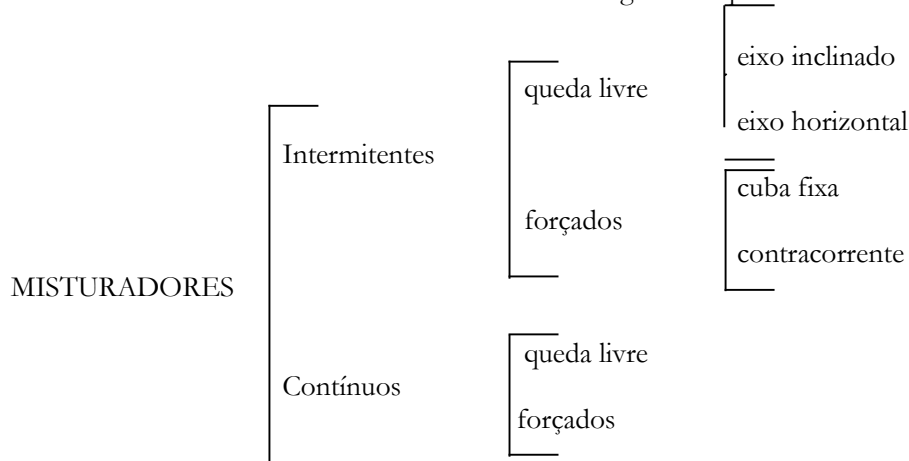 eixo inclinado
queda livre
eixo horizontal
Intermitentes
cuba fixa
forçados
contracorrente
MISTURADORES
queda livre
Contínuos
forçados